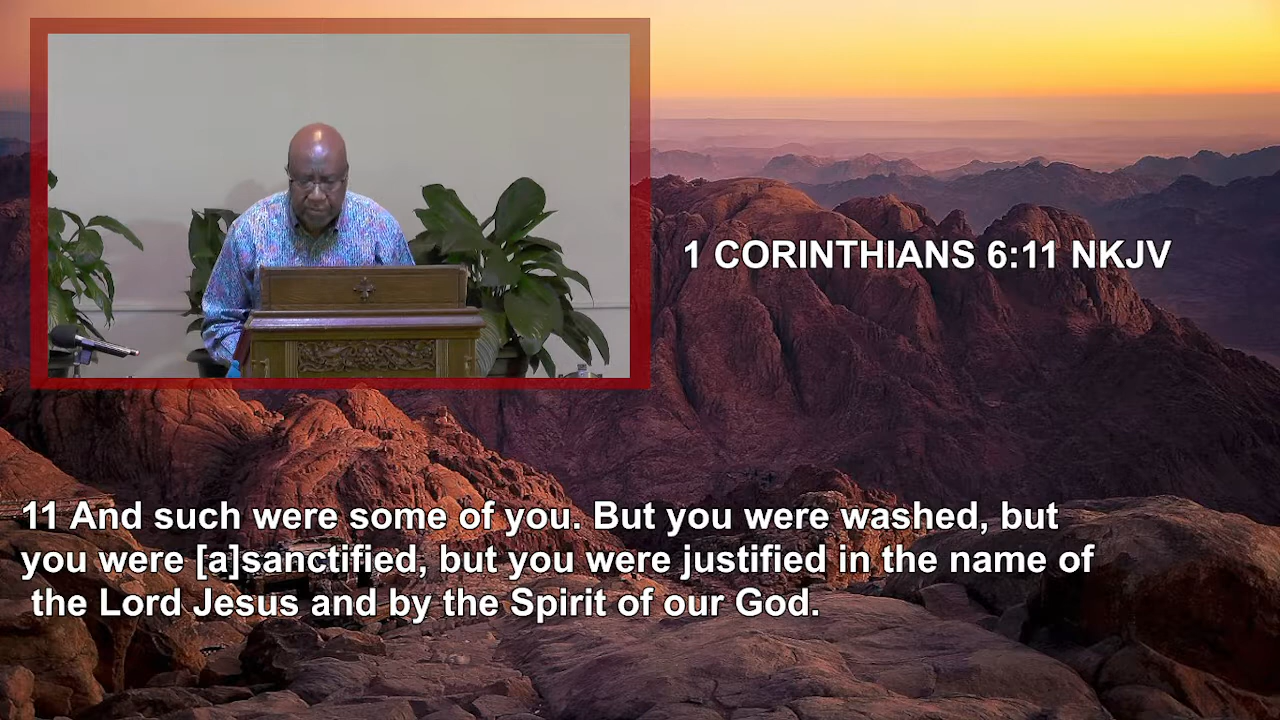 1 CORINTHIANS 6:11 NKJV
11 And such were some of you. But you were washed, but
you were [a]sanctified, but you were justified in the name of
the Lord Jesus and by the Spirit of our God.